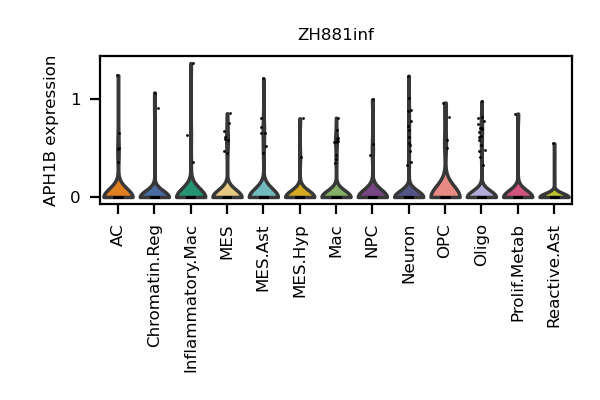 ZH881inf
APH1B expression
1
0
AC
Chromatin.Reg
Inflammatory.Mac
MES
MES.Ast
MES.Hyp
Mac
NPC
Neuron
OPC
Oligo
Prolif.Metab
Reactive.Ast